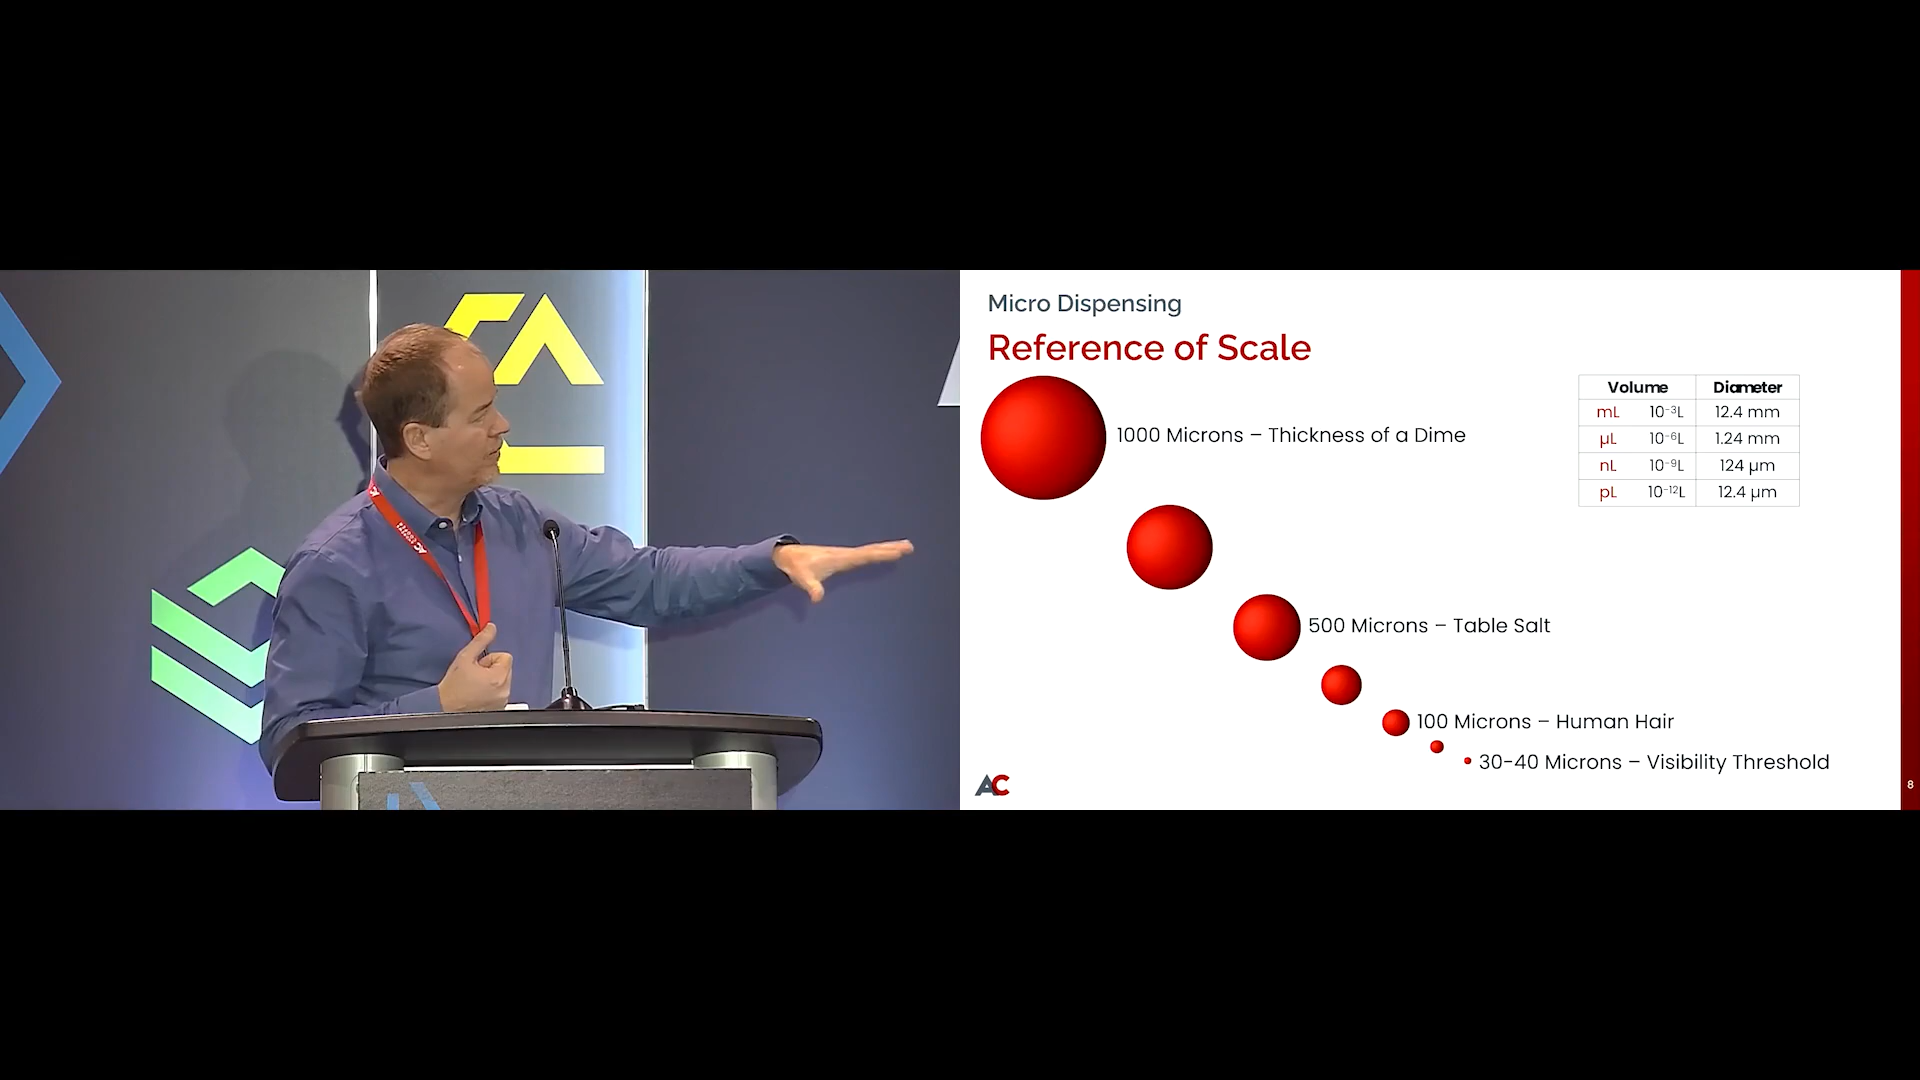 Micro Dispensing
Reference of Scale
1000 Microns – Thickness of a Dime
500 Microns – Table Salt
100 Microns – Human Hair
30-40 Microns – Visibility Threshold
Volume Diameter
mL 10⁻³L 12.4 mm
µL 10⁻⁶L 1.24 mm
nL 10⁻⁹L 124 µm
pL 10⁻¹²L 12.4 µm
AC
8